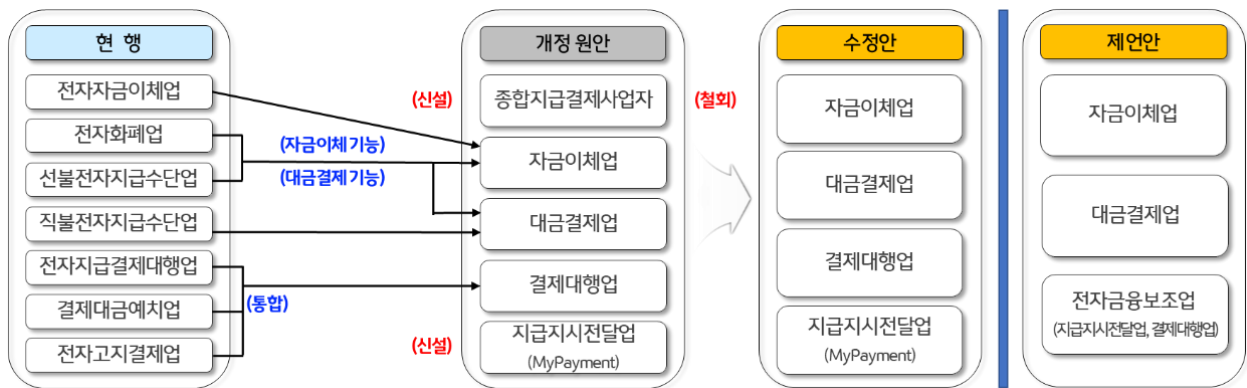 현 행
전자자금이체업
전자화폐업
선불전자지급수단업
직불전자지급수단업
전자지급결제대행업
결제대금예치업
전자고지결제업
(자금이체 기능)
(대금결제 기능)
(통합)
(신설)
(신설)
개정 원안
종합지급결제사업자
자금이체업
대금결제업
결제대행업
지급지시전달업
(MyPayment)
(철회)
수정안
자금이체업
대금결제업
결제대행업
지급지시전달업
(MyPayment)
제언안
자금이체업
대금결제업
전자금융보조업
(지급지시전달업, 결제대행업)